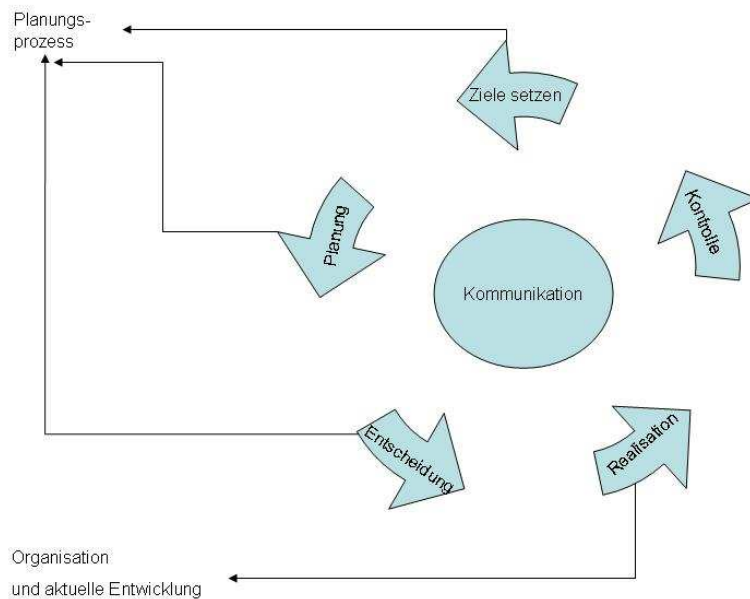 Planungs-
prozess
Ziele setzen
Kontrolle
Planung
Kommunikation
Entscheidung
Realisation
Organisation
und aktuelle Entwicklung